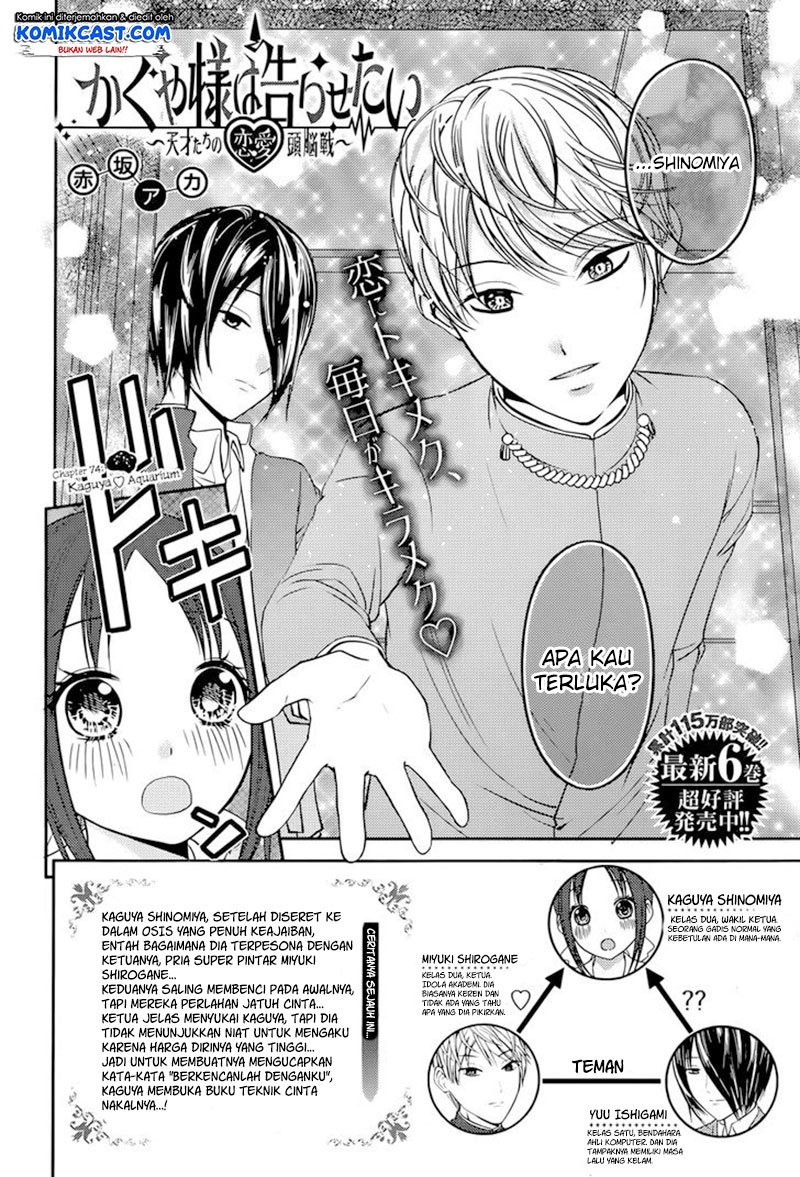 Komik ini diterjemahkan & diedit oleh
KOMIKCAST.COM
BUKAN WEB LAIN!!
かぐや様は告らせたい
～天才たちの恋愛頭脳戦～
赤坂アカ
...SHINOMIYA
恋にトキメク、
毎日がキラメク♡
Chapter 74:
Kaguya♡Aquarium
ドキ
ドキ
ン
APA KAU
TERLUKA?
累計115万部突破!!
最新6巻
超好評
発売中!!
CERITANYA SEJAUH INI...
KAGUYA SHINOMIYA, SETELAH DISERET KE
DALAM OSIS YANG PENUH KEAJAIBAN,
ENTAH BAGAIMANA DIA TERPESONA DENGAN
KETUANYA, PRIA SUPER PINTAR MIYUKI
SHIROGANE...
KEDUANYA SALING MEMBENCI PADA AWALNYA,
TAPI MEREKA PERLAHAN JATUH CINTA...
KETUA JELAS MENYUKAI KAGUYA, TAPI DIA
TIDAK MENUNJUKKAN NIAT UNTUK MENGAKU
KARENA HARGA DIRINYA YANG TINGGI...
JADI UNTUK MEMBUATNYA MENGUCAPKAN
KATA-KATA "BERKENCANLAH DENGANKU",
KAGUYA MEMBUKA BUKU TEKNIK CINTA
NAKALNYA...!
KAGUYA SHINOMIYA
KELAS DUA, WAKIL KETUA.
SEORANG GADIS NORMAL YANG
KEBETULAN ADA DI MANA-MANA.
MIYUKI SHIROGANE
KELAS DUA, KETUA.
IDOLA AKADEMI. DIA
BIASANYA KEREN DAN
TIDAK ADA YANG TAHU
APA YANG DIA PIKIRKAN.
♡
??
TEMAN
YUU ISHIGAMI
KELAS SATU, BENDAHARA
AHLI KOMPUTER. DAN DIA
TAMPAKNYA MEMILIKI MASA
LALU YANG KELAM.